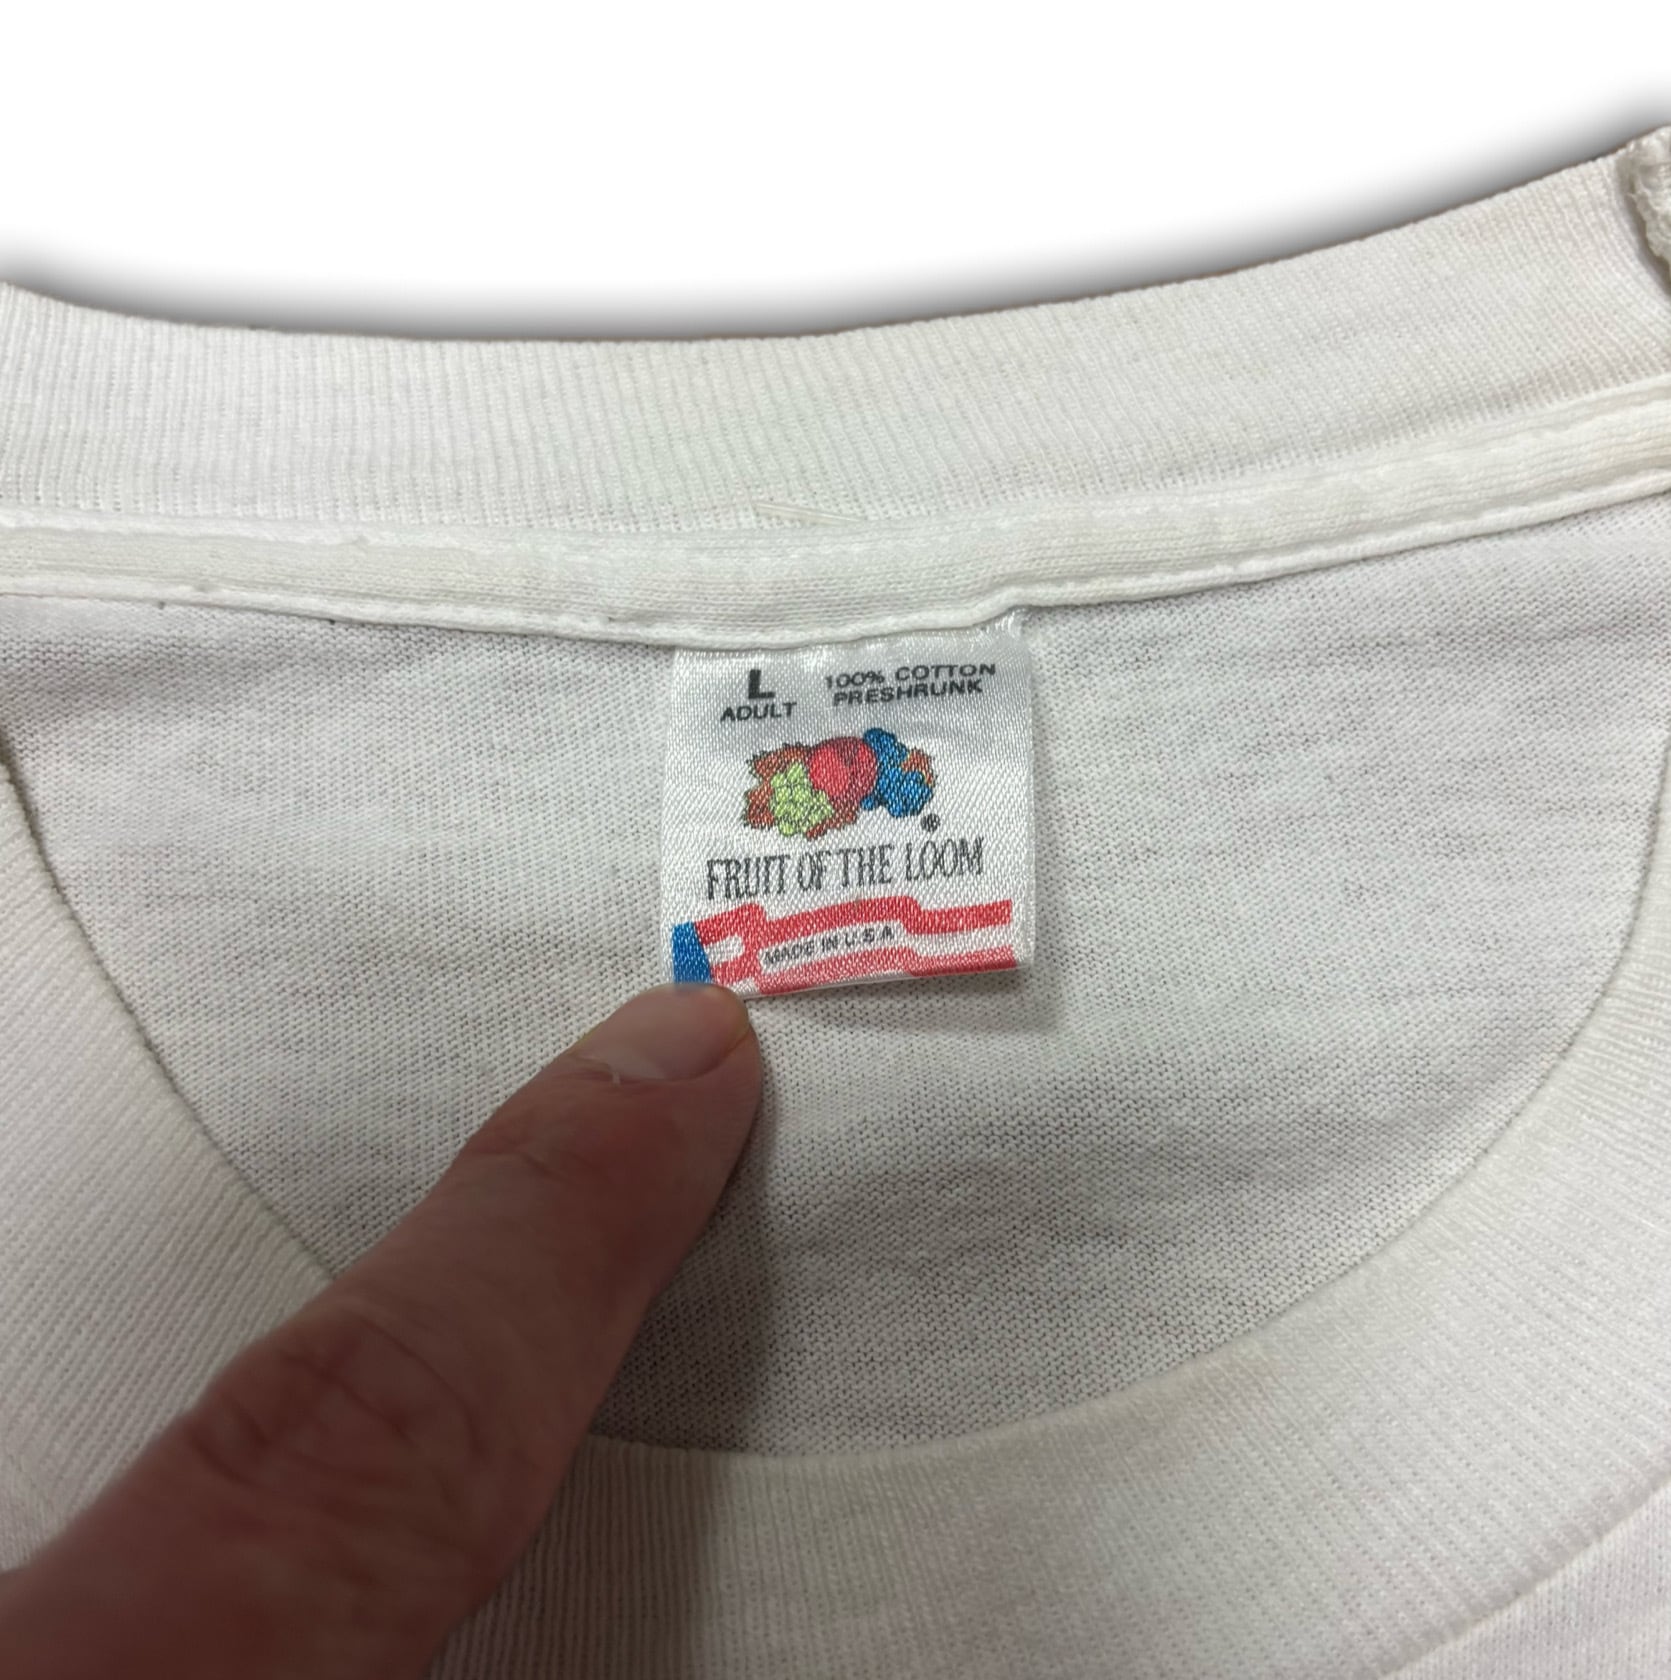 L
ADULT
100% COTTON
PRESHRUNK
®
FRUIT OF THE LOOM
MADE IN U.S.A